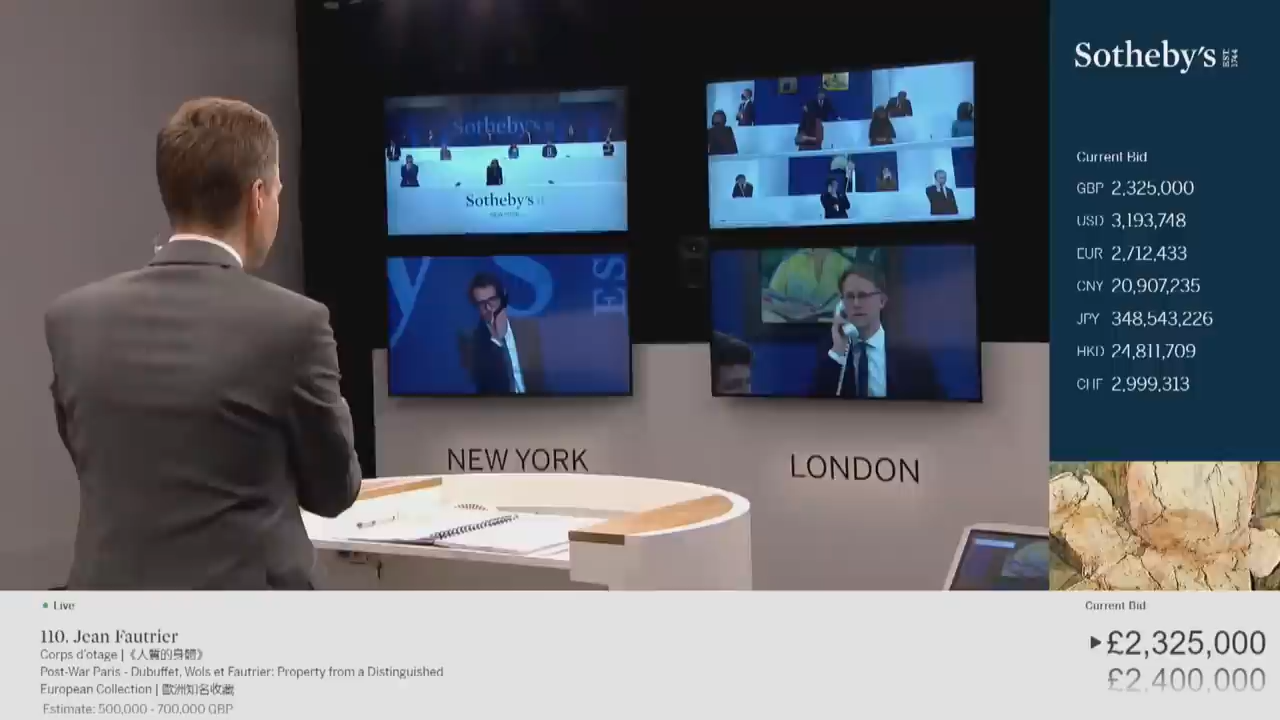 Sotheby's EST. 1744
Sotheby's
Sotheby's
NEW YORK
y's
ES
NEW YORK
LONDON
Current Bid
GBP 2,325,000
USD 3,193,748
EUR 2,712,433
CNY 20,907,235
JPY 348,543,226
HKD 24,811,709
CHF 2,999,313
Live
110. Jean Fautrier
Corps d'otage |《人質的身體》
Post-War Paris - Dubuffet, Wols et Fautrier: Property from a Distinguished
European Collection | 歐洲知名收藏
Estimate: 500,000 - 700,000 GBP
Current Bid
£2,325,000
£2,400,000